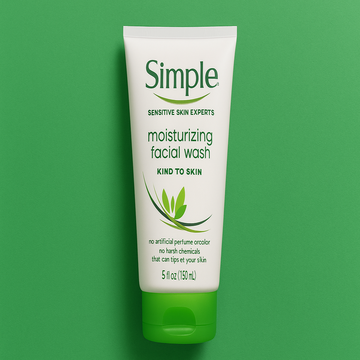 Simple
SENSITIVE SKIN EXPERTS
moisturizing
facial wash
KIND TO SKIN
no artificial perfume orcolor
no harsh chemicals
that can tips et your skin
5 fl oz (150 mL)